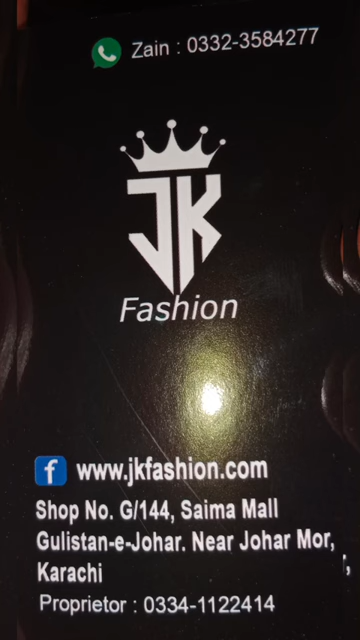 Zain : 0332-3584277
JK
Fashion
www.jkfashion.com
Shop No. G/144, Saima Mall
Gulistan-e-Johar. Near Johar Mor,
Karachi
Proprietor : 0334-1122414